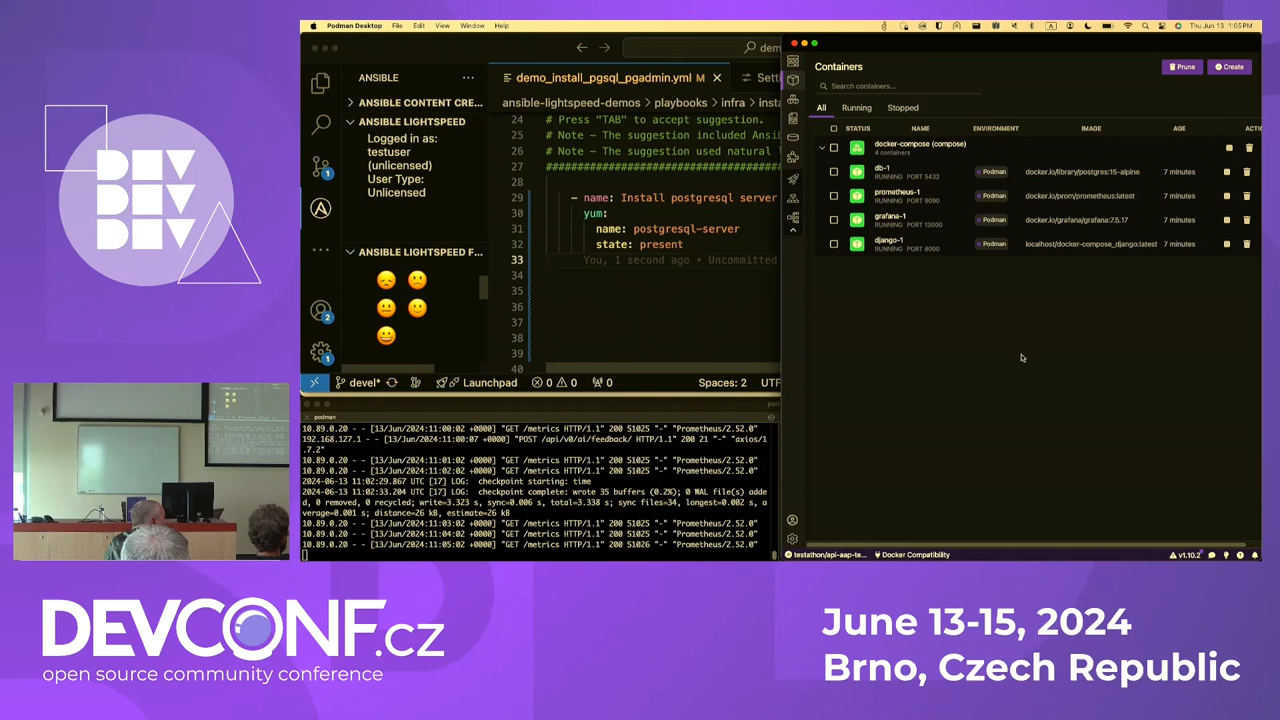 DEV
DEV
DEV
Podman Desktop File Edit View Window Help
Thu Jun 13 1:05 PM
dem
ANSIBLE
demo_install_pgsql_pgadmin.yml M
Setti
ANSIBLE CONTENT CRE...
ansible-lightspeed-demos > playbooks > infra > insta
ANSIBLE LIGHTSPEED
Logged in as:
testuser
(unlicensed)
User Type:
Unlicensed
ANSIBLE LIGHTSPEED F...
24 # Press "TAB" to accept suggestion.
25 # Note – The suggestion included Ansi
26 # Note – The suggestion used natural l
27 ####################################
28
29 - name: Install postgresql server
30 yum:
31 name: postgresql-server
32 state: present
33 You, 1 second ago • Uncommitted
34
35
36
37
38
39
40
1
2
1
devel* Launchpad 0 0 0 Spaces: 2 UTF
podman
10.89.0.20 - - [13/Jun/2024:11:00:02 +0000] "GET /metrics HTTP/1.1" 200 51025 "-" "Prometheus/2.52.0"
192.168.127.1 - - [13/Jun/2024:11:00:07 +0000] "POST /api/v0/ai/feedback/ HTTP/1.1" 200 21 "-" "axios/1
.7.2"
10.89.0.20 - - [13/Jun/2024:11:01:02 +0000] "GET /metrics HTTP/1.1" 200 51025 "-" "Prometheus/2.52.0"
10.89.0.20 - - [13/Jun/2024:11:02:02 +0000] "GET /metrics HTTP/1.1" 200 51025 "-" "Prometheus/2.52.0"
2024-06-13 11:02:29.867 UTC [17] LOG: checkpoint starting: time
2024-06-13 11:02:33.204 UTC [17] LOG: checkpoint complete: wrote 35 buffers (0.2%); 0 WAL file(s) adde
d, 0 removed, 0 recycled; write=3.323 s, sync=0.006 s, total=3.338 s; sync files=34, longest=0.002 s, a
verage=0.001 s; distance=26 kB, estimate=26 kB
10.89.0.20 - - [13/Jun/2024:11:03:02 +0000] "GET /metrics HTTP/1.1" 200 51025 "-" "Prometheus/2.52.0"
10.89.0.20 - - [13/Jun/2024:11:04:02 +0000] "GET /metrics HTTP/1.1" 200 51025 "-" "Prometheus/2.52.0"
10.89.0.20 - - [13/Jun/2024:11:05:02 +0000] "GET /metrics HTTP/1.1" 200 51026 "-" "Prometheus/2.52.0"
Containers
Prune Create
Search containers...
All Running Stopped
STATUS NAME ENVIRONMENT IMAGE AGE ACTIO
docker-compose (compose)
4 containers
db-1
RUNNING PORT 5432
Podman docker.io/library/postgres:15-alpine 7 minutes
prometheus-1
RUNNING PORT 9090
Podman docker.io/prom/prometheus:latest 7 minutes
grafana-1
RUNNING PORT 13000
Podman docker.io/grafana/grafana:7.5.17 7 minutes
django-1
RUNNING PORT 8000
Podman localhost/docker-compose_django:latest 7 minutes
testathon/api-aap-te... Docker Compatibility
v1.10.2
DEVCONF.cz
open source community conference
June 13-15, 2024
Brno, Czech Republic